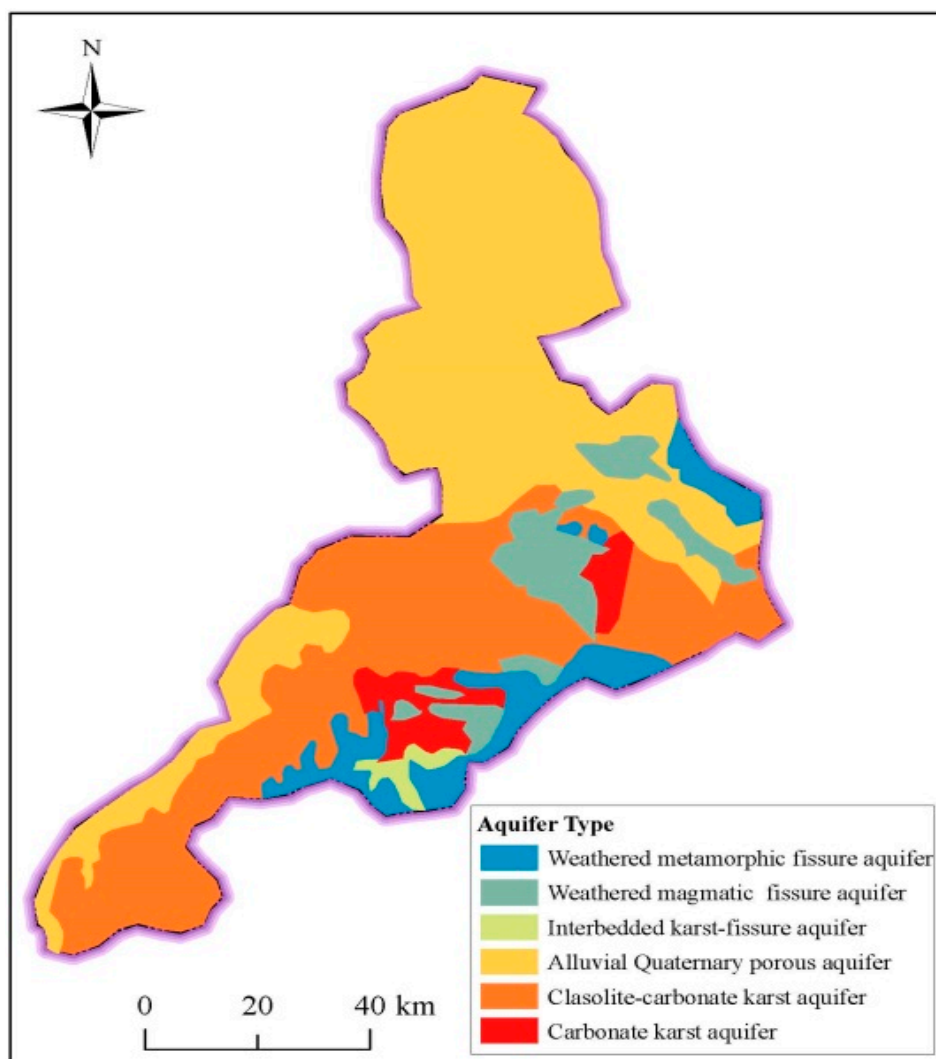 N
Aquifer Type
Weathered metamorphic fissure aquifer
Weathered magmatic fissure aquifer
Interbedded karst-fissure aquifer
Alluvial Quaternary porous aquifer
Clasolite-carbonate karst aquifer
Carbonate karst aquifer
0 20 40 km